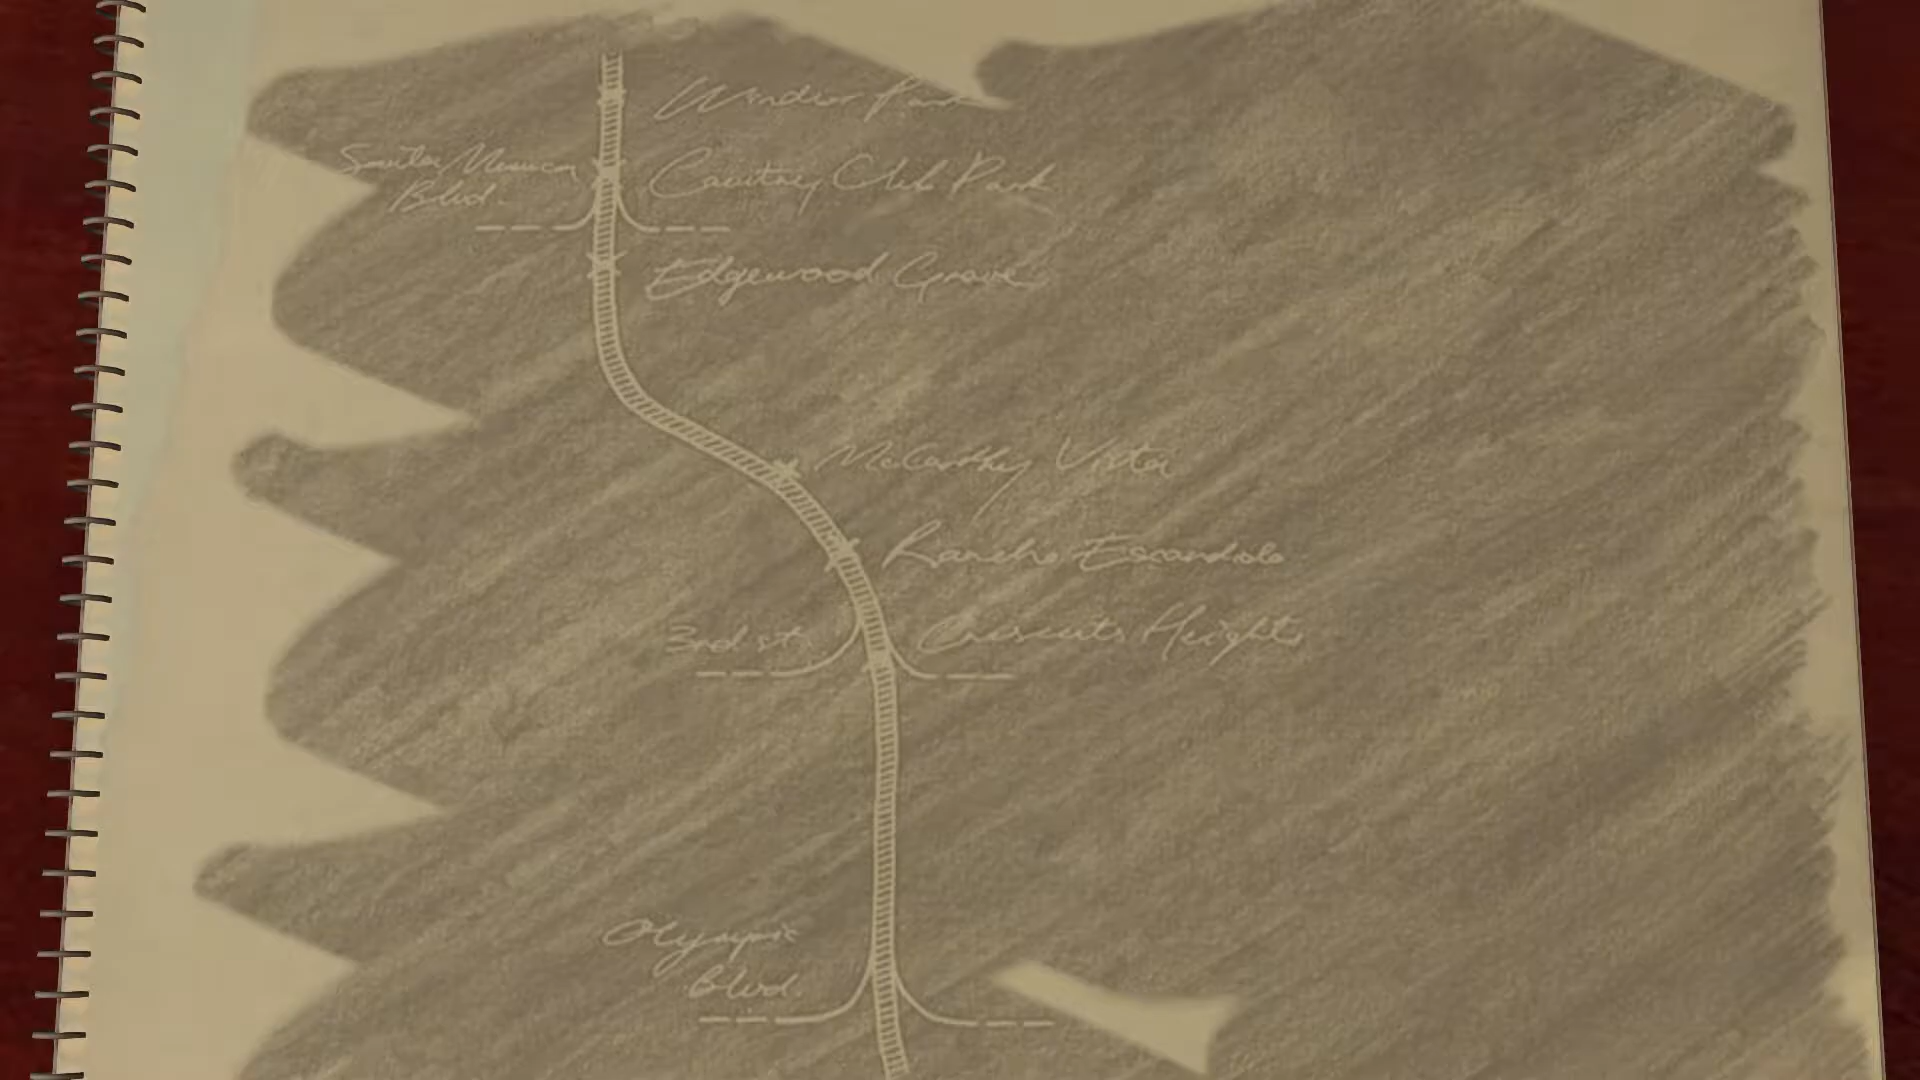 Windsor Park
Santa Monica
Blvd.
Country Club Park
Edgewood Grove
McCarthy Vista
Rancho Escondido
3rd st.
Crescents Heights
Olympic
Blvd.